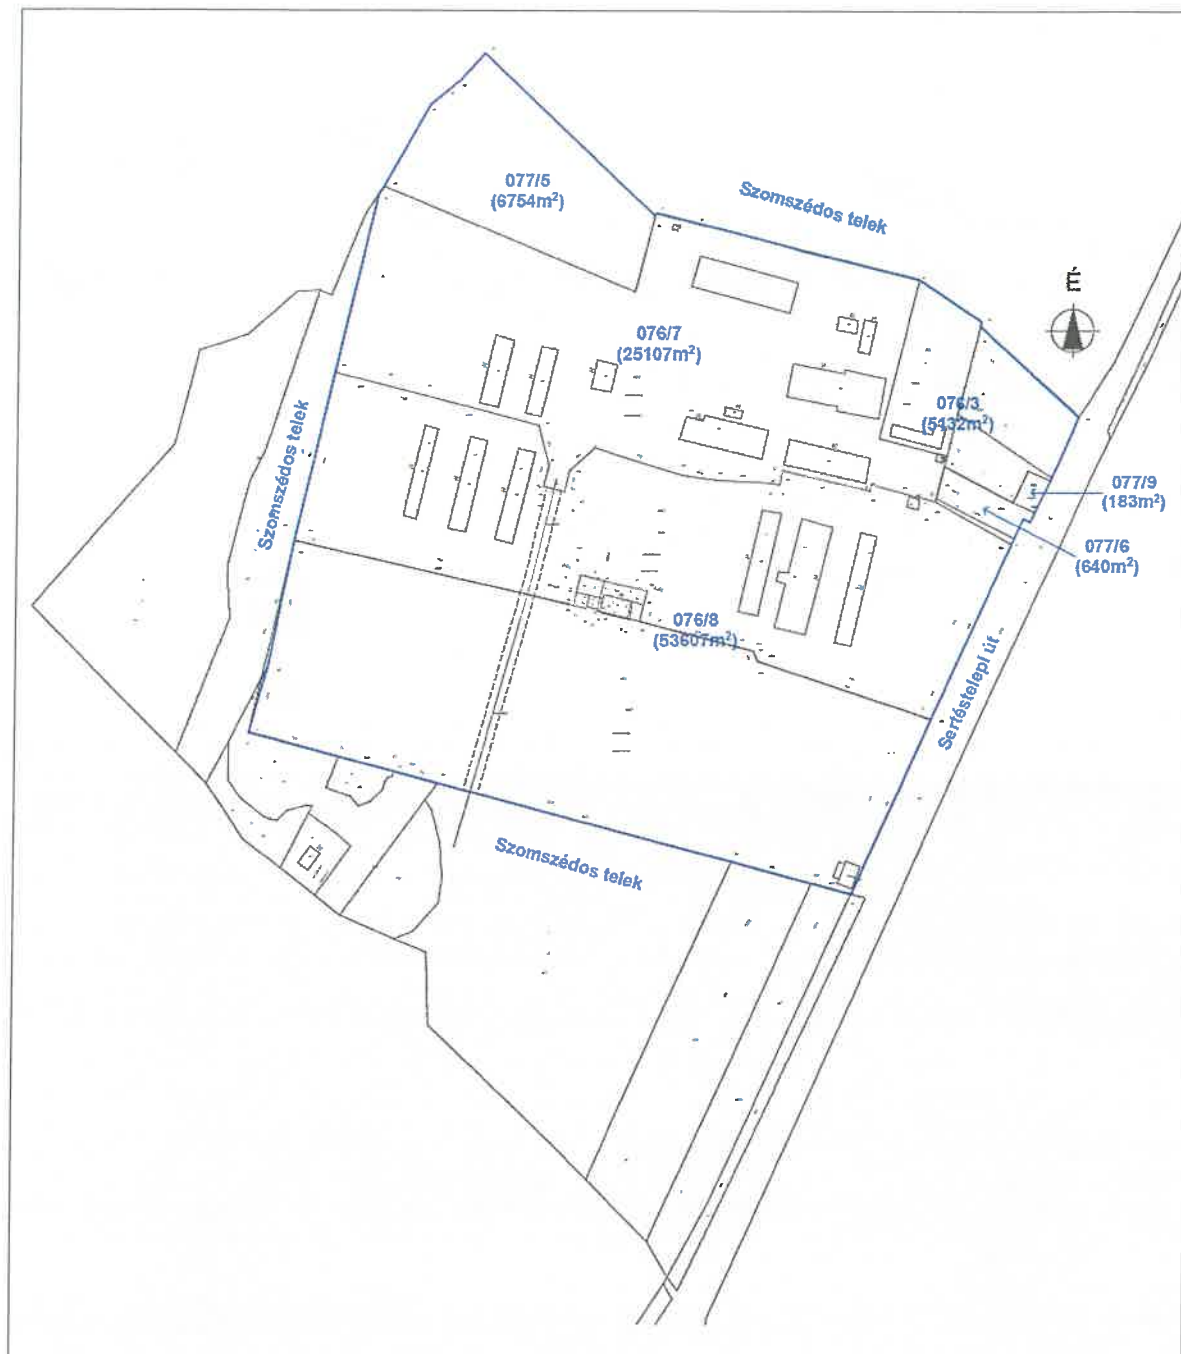 077/5
(6754m²)
Szomszédos telek
É
076/7
(25107m²)
076/3
(5432m²)
Szomszédos telek
077/9
(183m²)
077/6
(640m²)
076/8
(53607m²)
Sertéstelepi út
Szomszédos telek